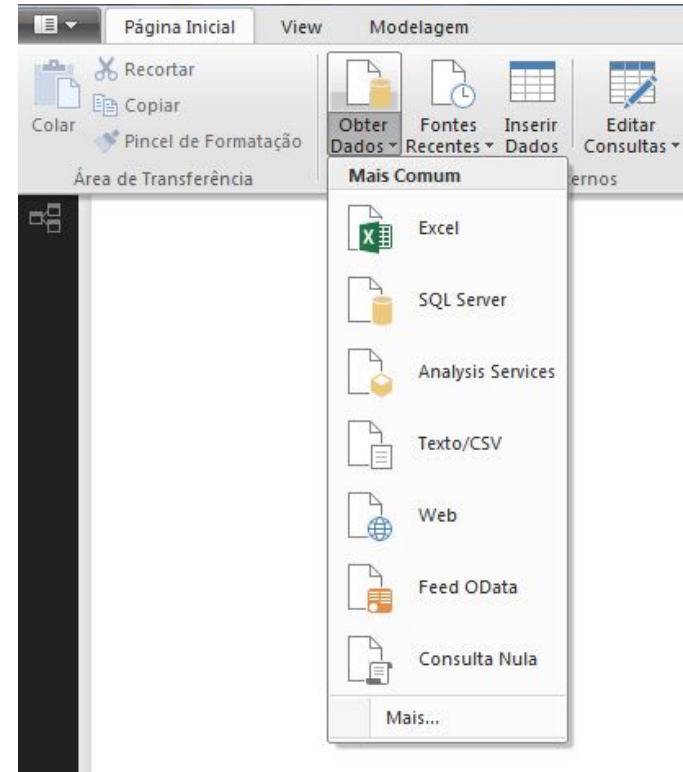 Página Inicial View Modelagem
Colar
Recortar
Copiar
Pincel de Formatação
Obter
Dados
Fontes
Recentes
Inserir
Dados
Editar
Consultas
Área de Transferência
ernos
Mais Comum
Excel
SQL Server
Analysis Services
Texto/CSV
Web
Feed OData
Consulta Nula
Mais...